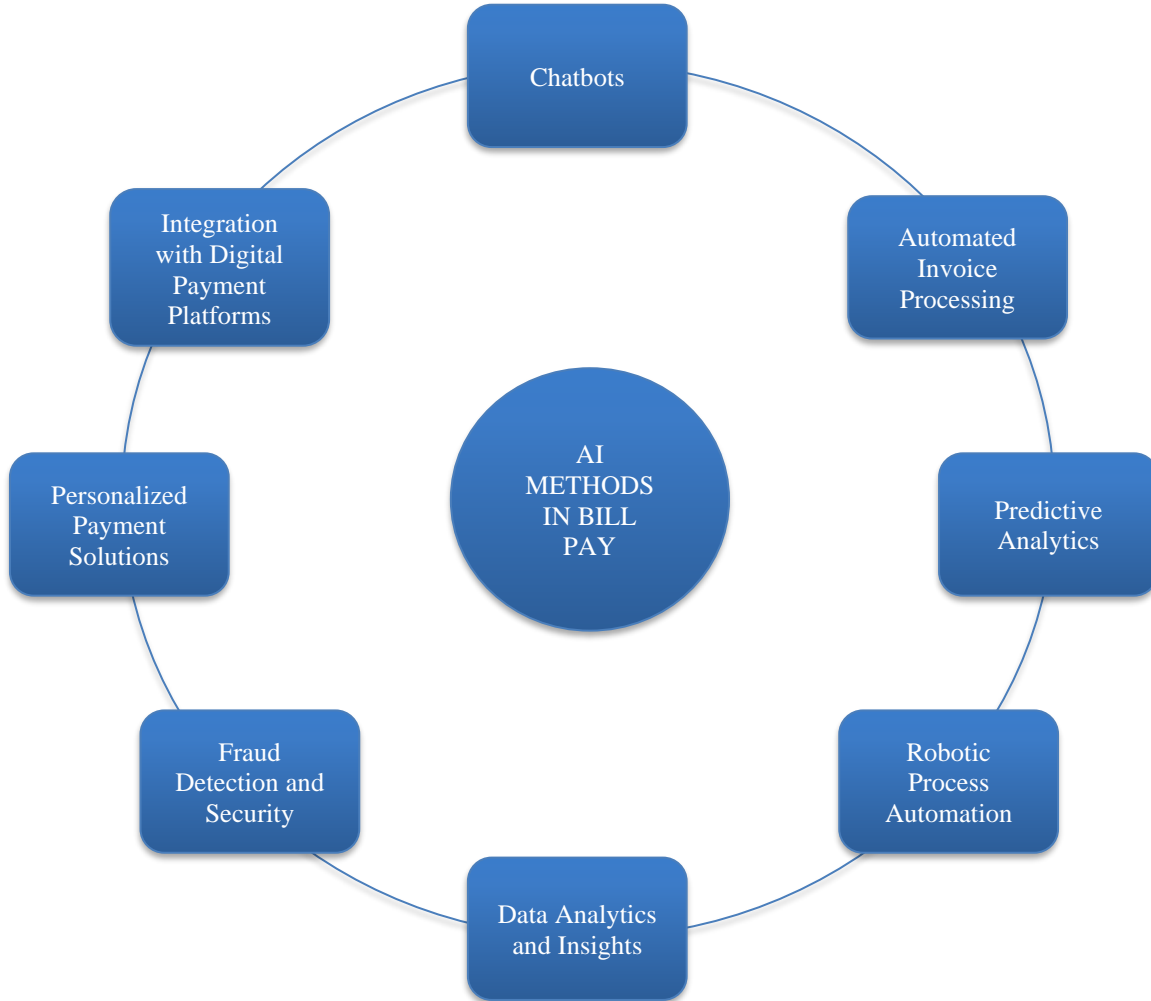 Chatbots
Automated
Invoice
Processing
Predictive
Analytics
Robotic
Process
Automation
Data Analytics
and Insights
Fraud
Detection and
Security
Personalized
Payment
Solutions
Integration
with Digital
Payment
Platforms
AI
METHODS
IN BILL
PAY